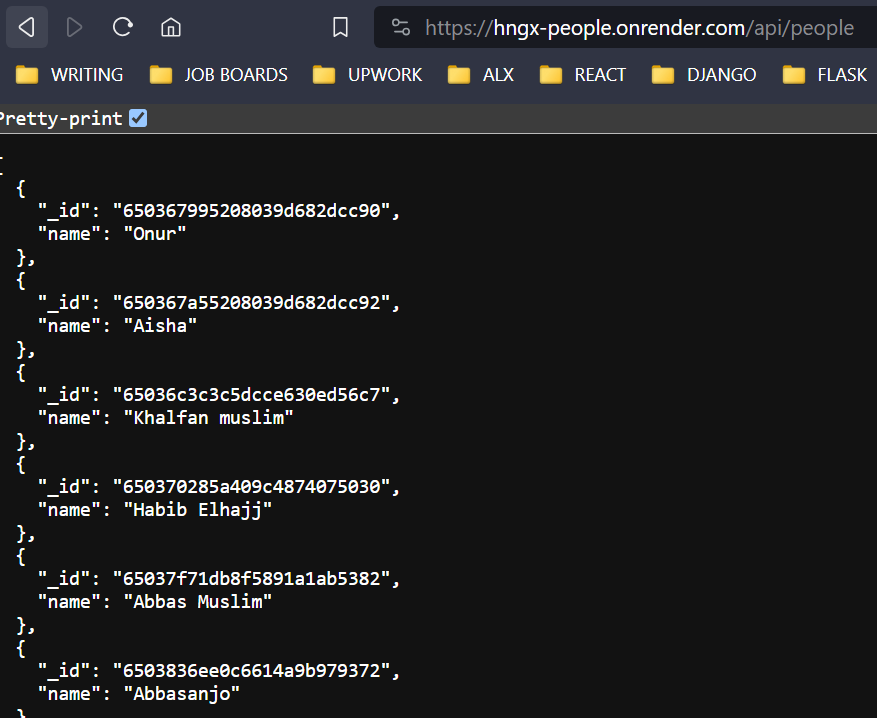 https://hngx-people.onrender.com/api/people
WRITING JOB BOARDS UPWORK ALX REACT DJANGO FLASK
Pretty-print
[
{
"_id": "650367995208039d682dcc90",
"name": "Onur"
},
{
"_id": "650367a55208039d682dcc92",
"name": "Aisha"
},
{
"_id": "65036c3c3c5dcce630ed56c7",
"name": "Khalfan muslim"
},
{
"_id": "650370285a409c4874075030",
"name": "Habib Elhajj"
},
{
"_id": "65037f71db8f5891a1ab5382",
"name": "Abbas Muslim"
},
{
"_id": "6503836ee0c6614a9b979372",
"name": "Abbasanjo"
}